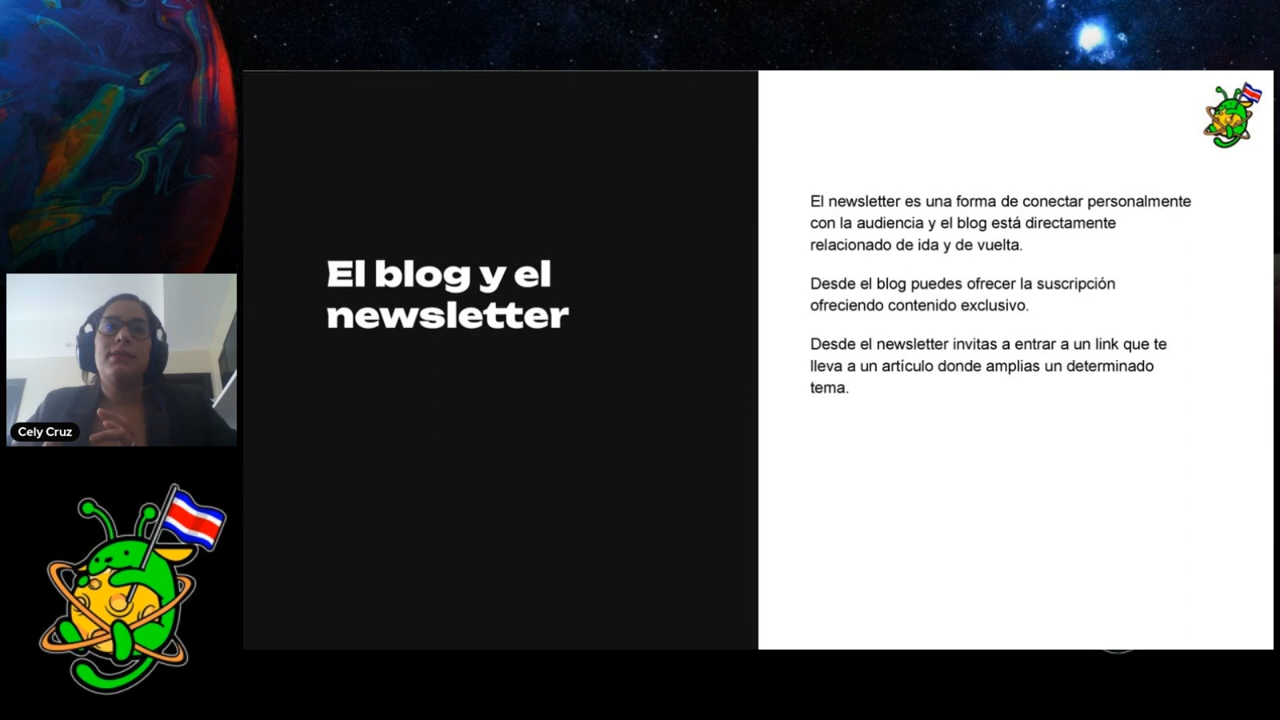 El blog y el
newsletter
El newsletter es una forma de conectar personalmente
con la audiencia y el blog está directamente
relacionado de ida y de vuelta.
Desde el blog puedes ofrecer la suscripción
ofreciendo contenido exclusivo.
Desde el newsletter invitas a entrar a un link que te
lleva a un artículo donde amplias un determinado
tema.
Cely Cruz